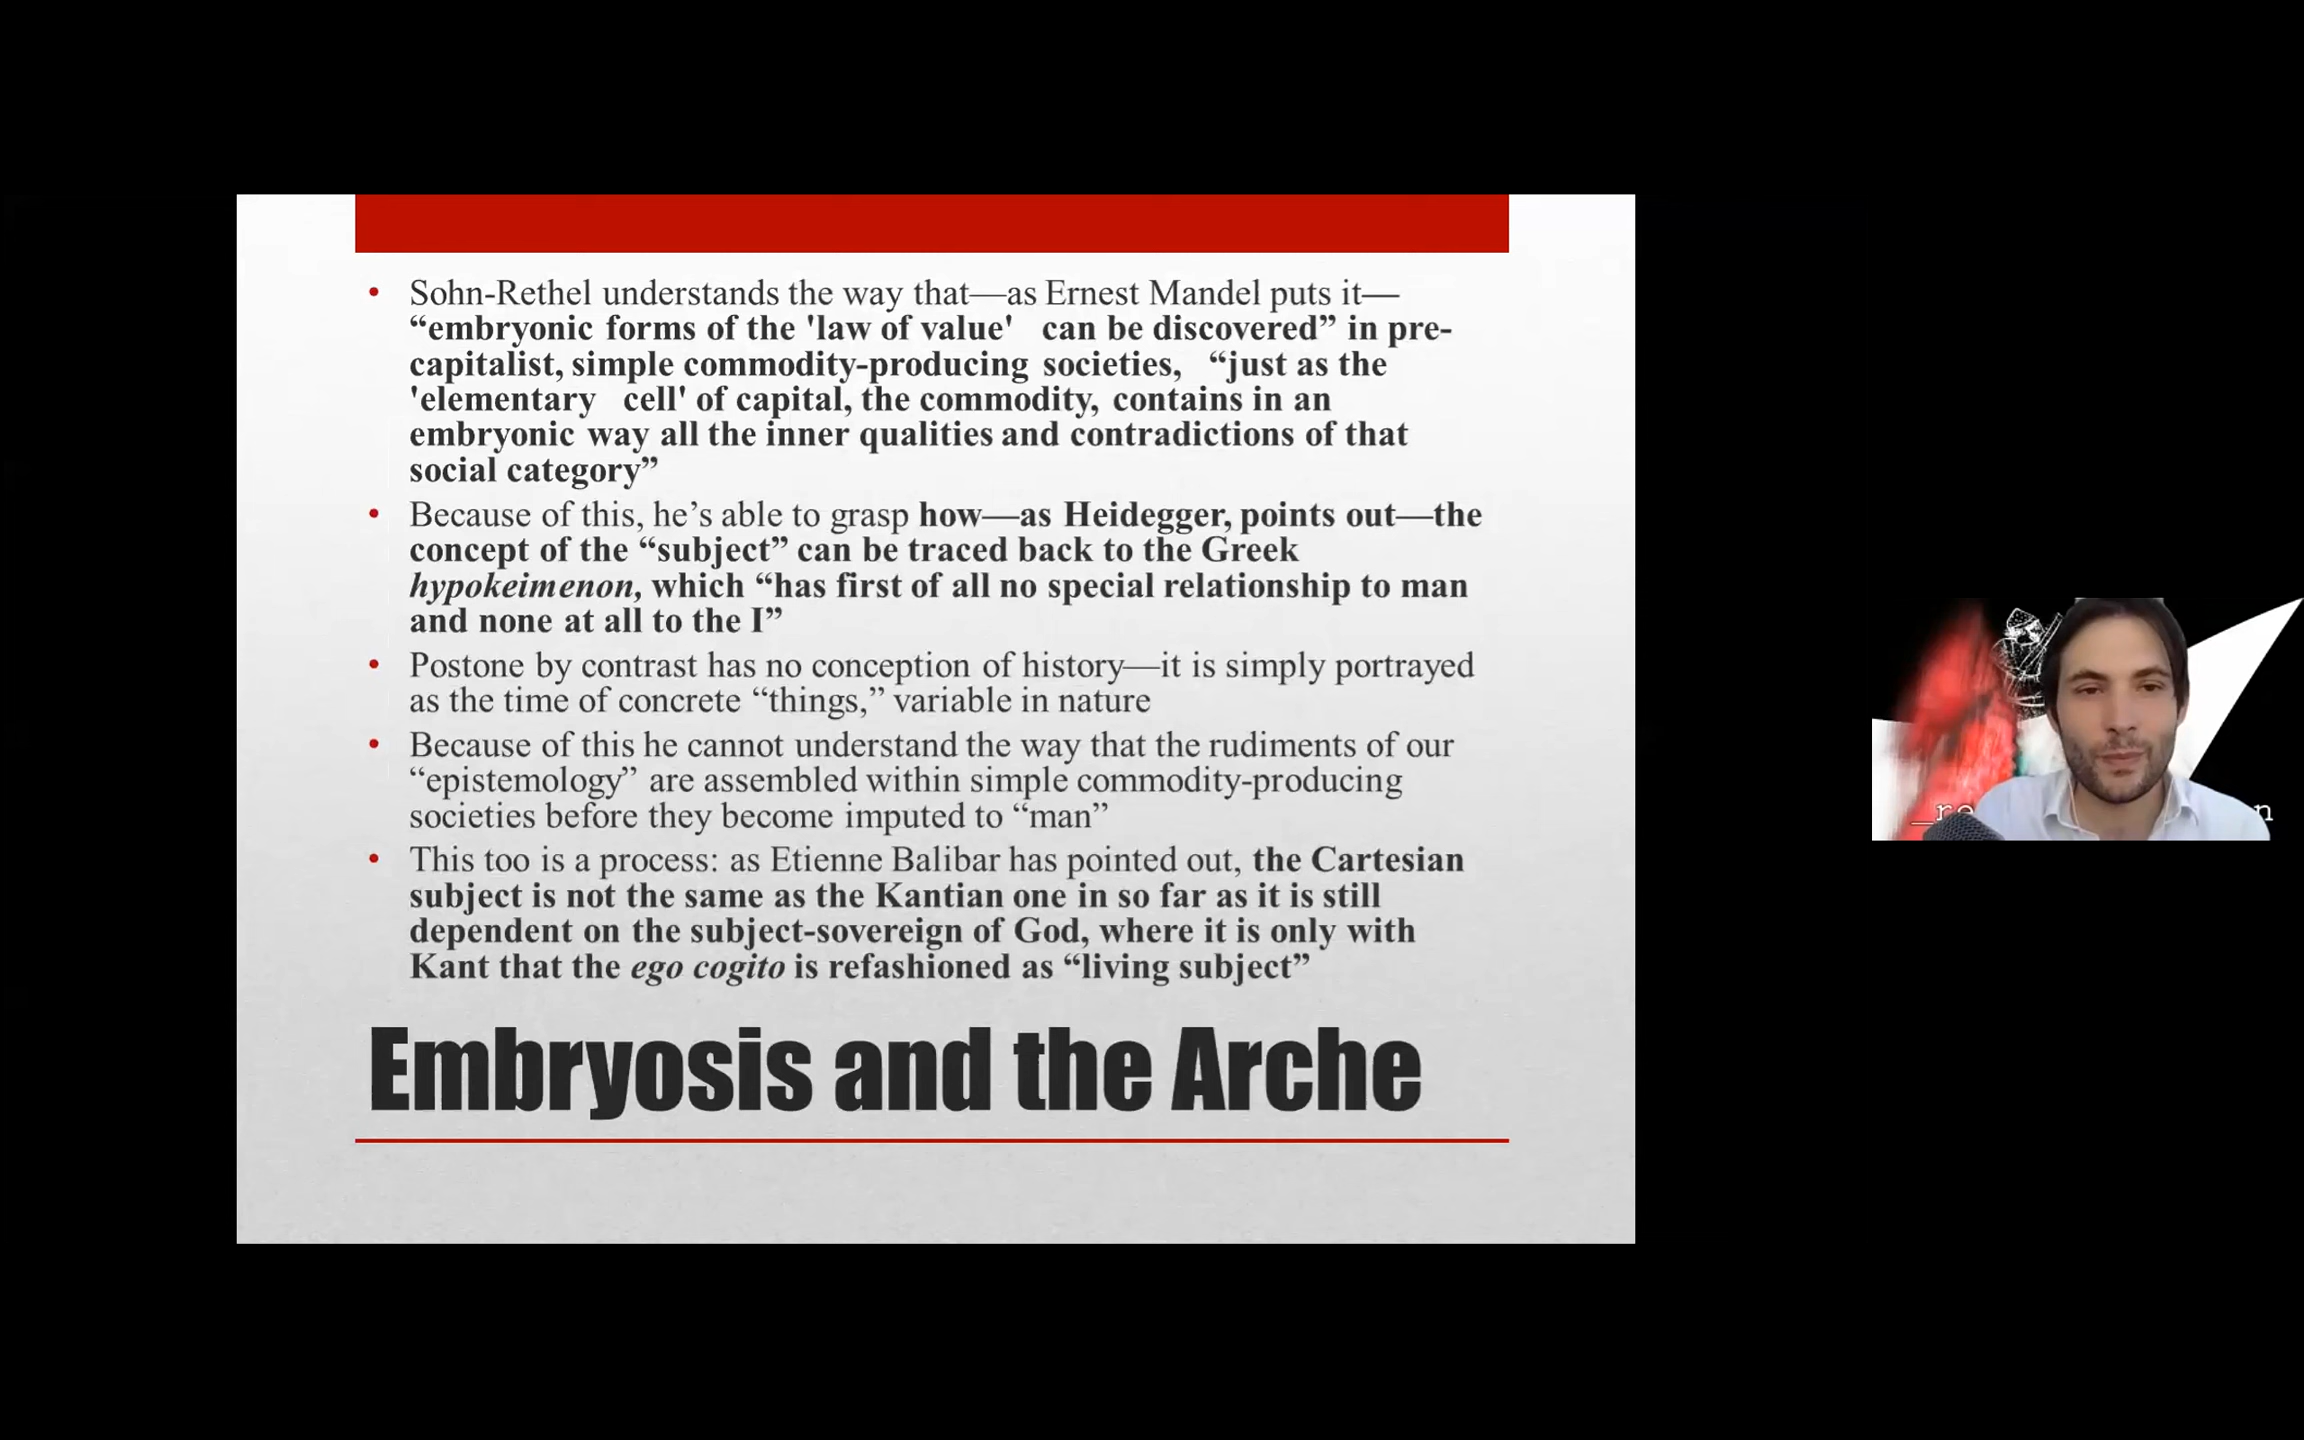 • Sohn-Rethel understands the way that—as Ernest Mandel puts it—
“embryonic forms of the 'law of value' can be discovered” in pre-
capitalist, simple commodity-producing societies, “just as the
'elementary cell' of capital, the commodity, contains in an
embryonic way all the inner qualities and contradictions of that
social category”
• Because of this, he’s able to grasp how—as Heidegger, points out—the
concept of the “subject” can be traced back to the Greek
hypokeimenon, which “has first of all no special relationship to man
and none at all to the I”
• Postone by contrast has no conception of history—it is simply portrayed
as the time of concrete “things,” variable in nature
• Because of this he cannot understand the way that the rudiments of our
“epistemology” are assembled within simple commodity-producing
societies before they become imputed to “man”
• This too is a process: as Etienne Balibar has pointed out, the Cartesian
subject is not the same as the Kantian one in so far as it is still
dependent on the subject-sovereign of God, where it is only with
Kant that the ego cogito is refashioned as “living subject”
Embryosis and the Arche